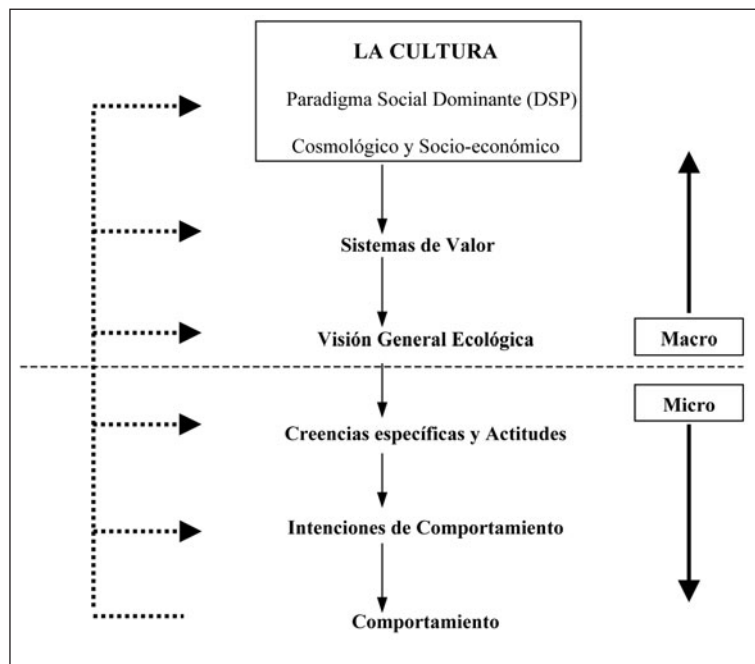 LA CULTURA
Paradigma Social Dominante (DSP)
Cosmológico y Socio-económico
Sistemas de Valor
Visión General Ecológica
Macro
Micro
Creencias específicas y Actitudes
Intenciones de Comportamiento
Comportamiento